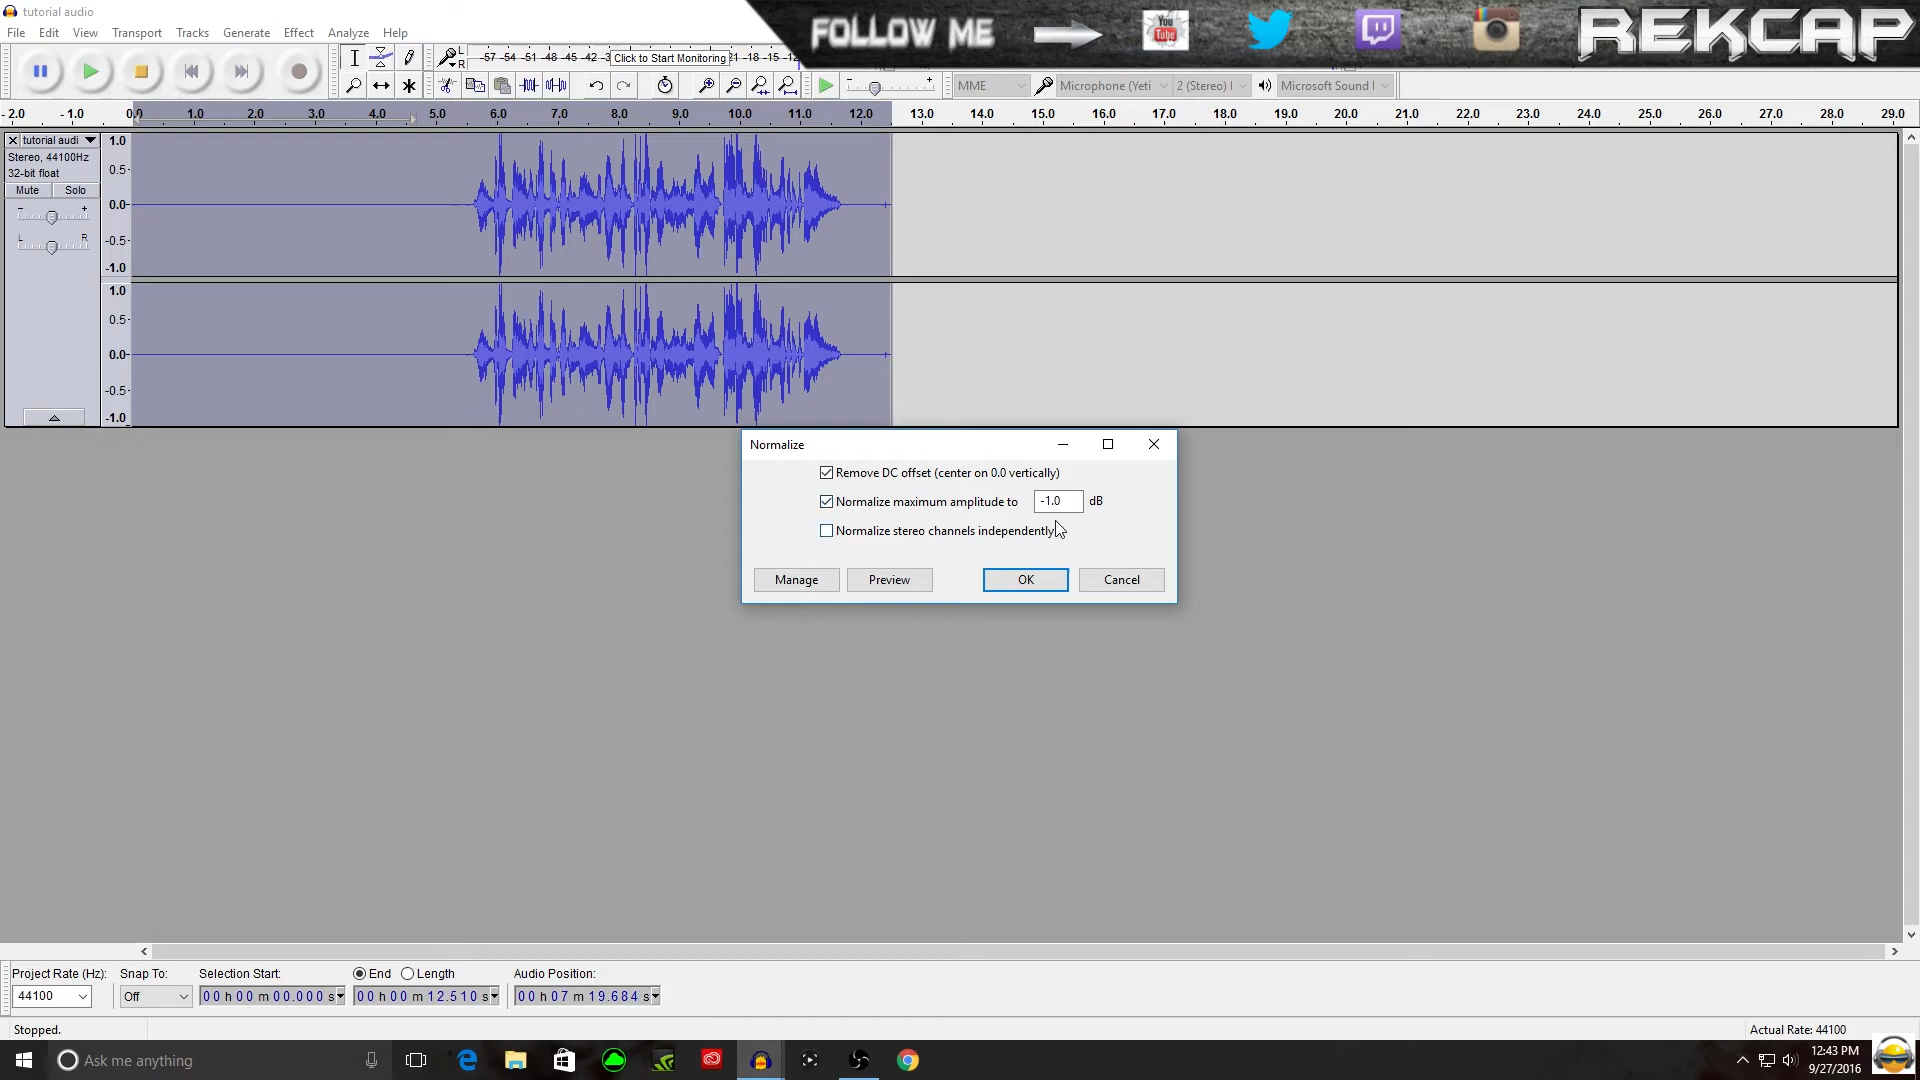 tutorial audio
FOLLOW ME
You
Tube
REKCAP
File Edit View Transport Tracks Generate Effect Analyze Help
L
R
-57 -54 -51 -48 -45 -42 Click to Start Monitoring 21 -18 -15
- +
MME Microphone (Yeti 2 (Stereo) Microsoft Sound
- 2.0 - 1.0 1.0 2.0 3.0 4.0 5.0 6.0 7.0 8.0 9.0 10.0 11.0 12.0 13.0 14.0 15.0 16.0 17.0 18.0 19.0 20.0 21.0 22.0 23.0 24.0 25.0 26.0 27.0 28.0 29.0
tutorial audi
Stereo, 44100Hz
32-bit float
Mute Solo
- +
L R
1.0
0.5-
0.0-
-0.5-
-1.0
1.0
0.5-
0.0-
-0.5-
-1.0
Normalize
Remove DC offset (center on 0.0 vertically)
Normalize maximum amplitude to -1.0 dB
Normalize stereo channels independently
Manage Preview OK Cancel
Project Rate (Hz): Snap To: Selection Start: End Length Audio Position:
44100 Off 00 h 00 m 00.000 s 00 h 00 m 12.510 s 00 h 07 m 19.684 s
Stopped. Actual Rate: 44100
Ask me anything
12:43 PM
9/27/2016